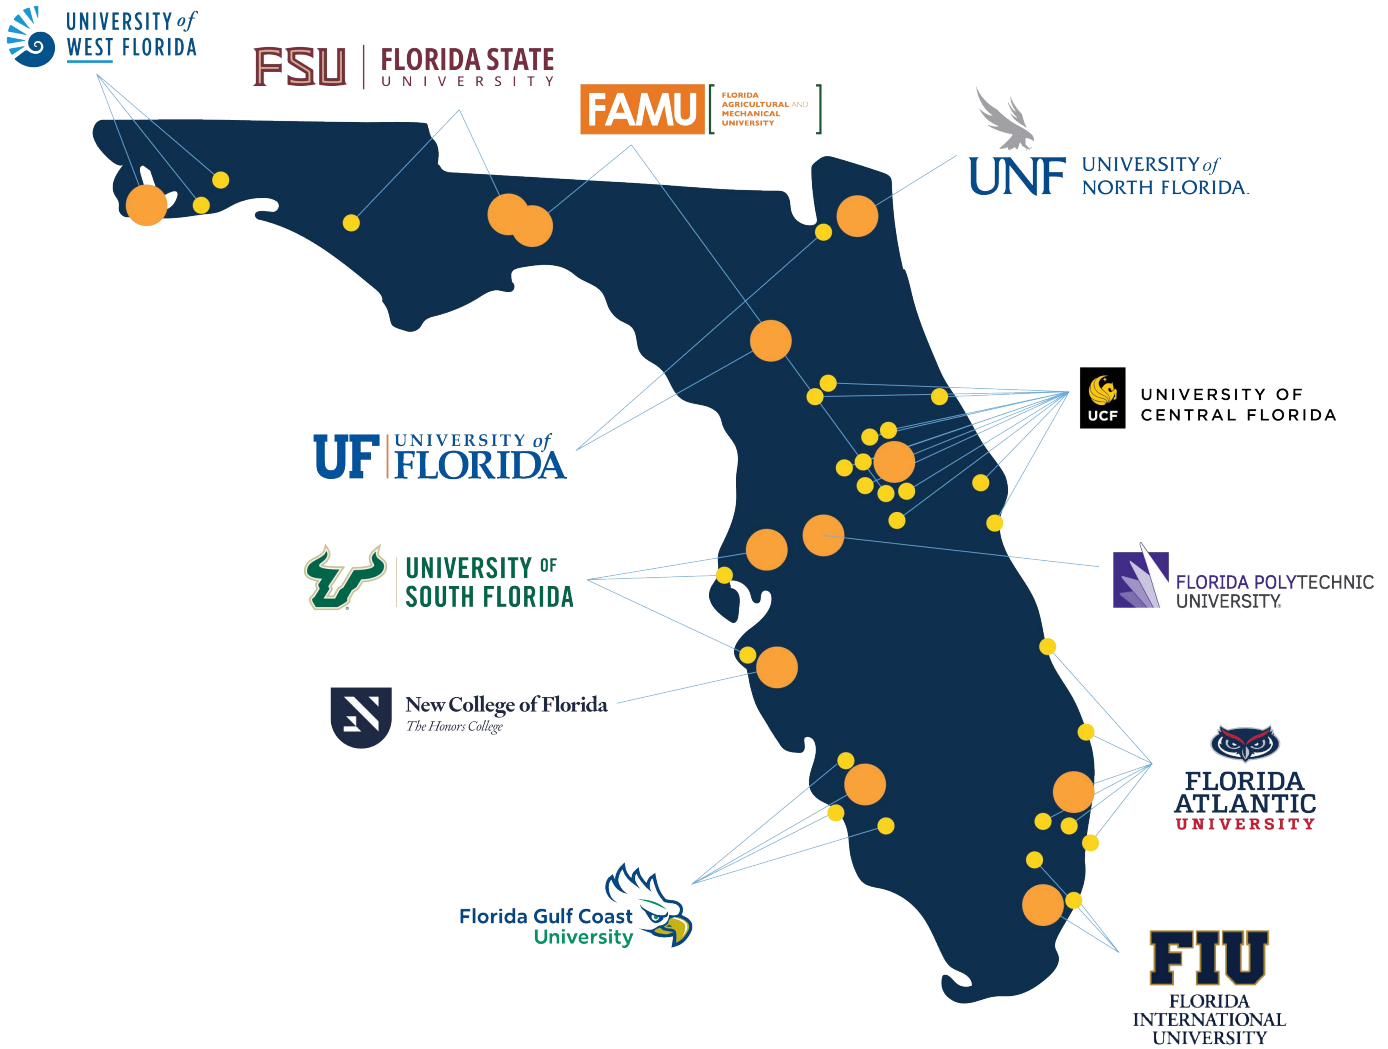 UNIVERSITY of
WEST FLORIDA
FSU
FLORIDA STATE
UNIVERSITY
FAMU
FLORIDA
AGRICULTURAL AND
MECHANICAL
UNIVERSITY
UNF
UNIVERSITY of
NORTH FLORIDA.
UCF
UNIVERSITY OF
CENTRAL FLORIDA
UF
UNIVERSITY of
FLORIDA
UNIVERSITY OF
SOUTH FLORIDA
FLORIDA POLYTECHNIC
UNIVERSITY
New College of Florida
The Honors College
FLORIDA
ATLANTIC
UNIVERSITY
Florida Gulf Coast
University
FIU
FLORIDA
INTERNATIONAL
UNIVERSITY